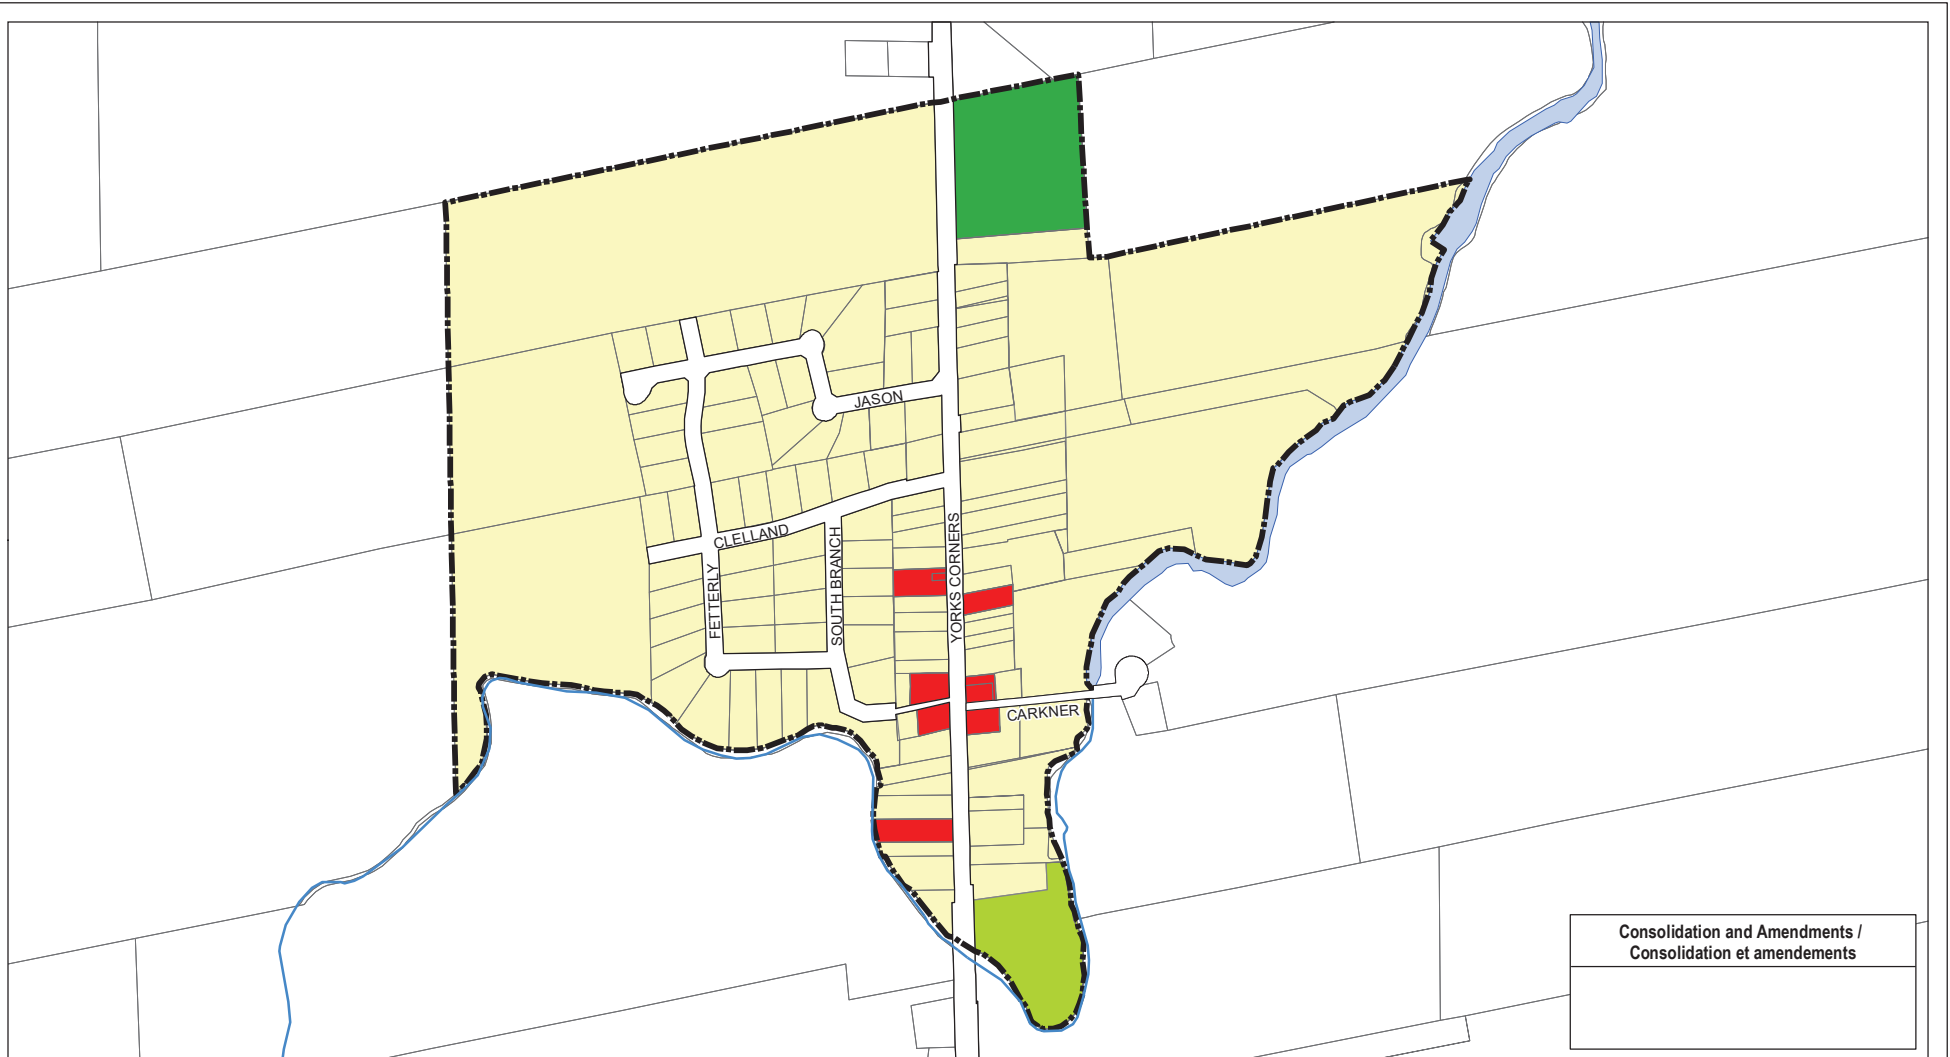 JASON
CLELLAND
SOUTH BRANCH
YORKS CORNERS
FETTERLY
CARKNER
Consolidation and Amendments /
Consolidation et amendements